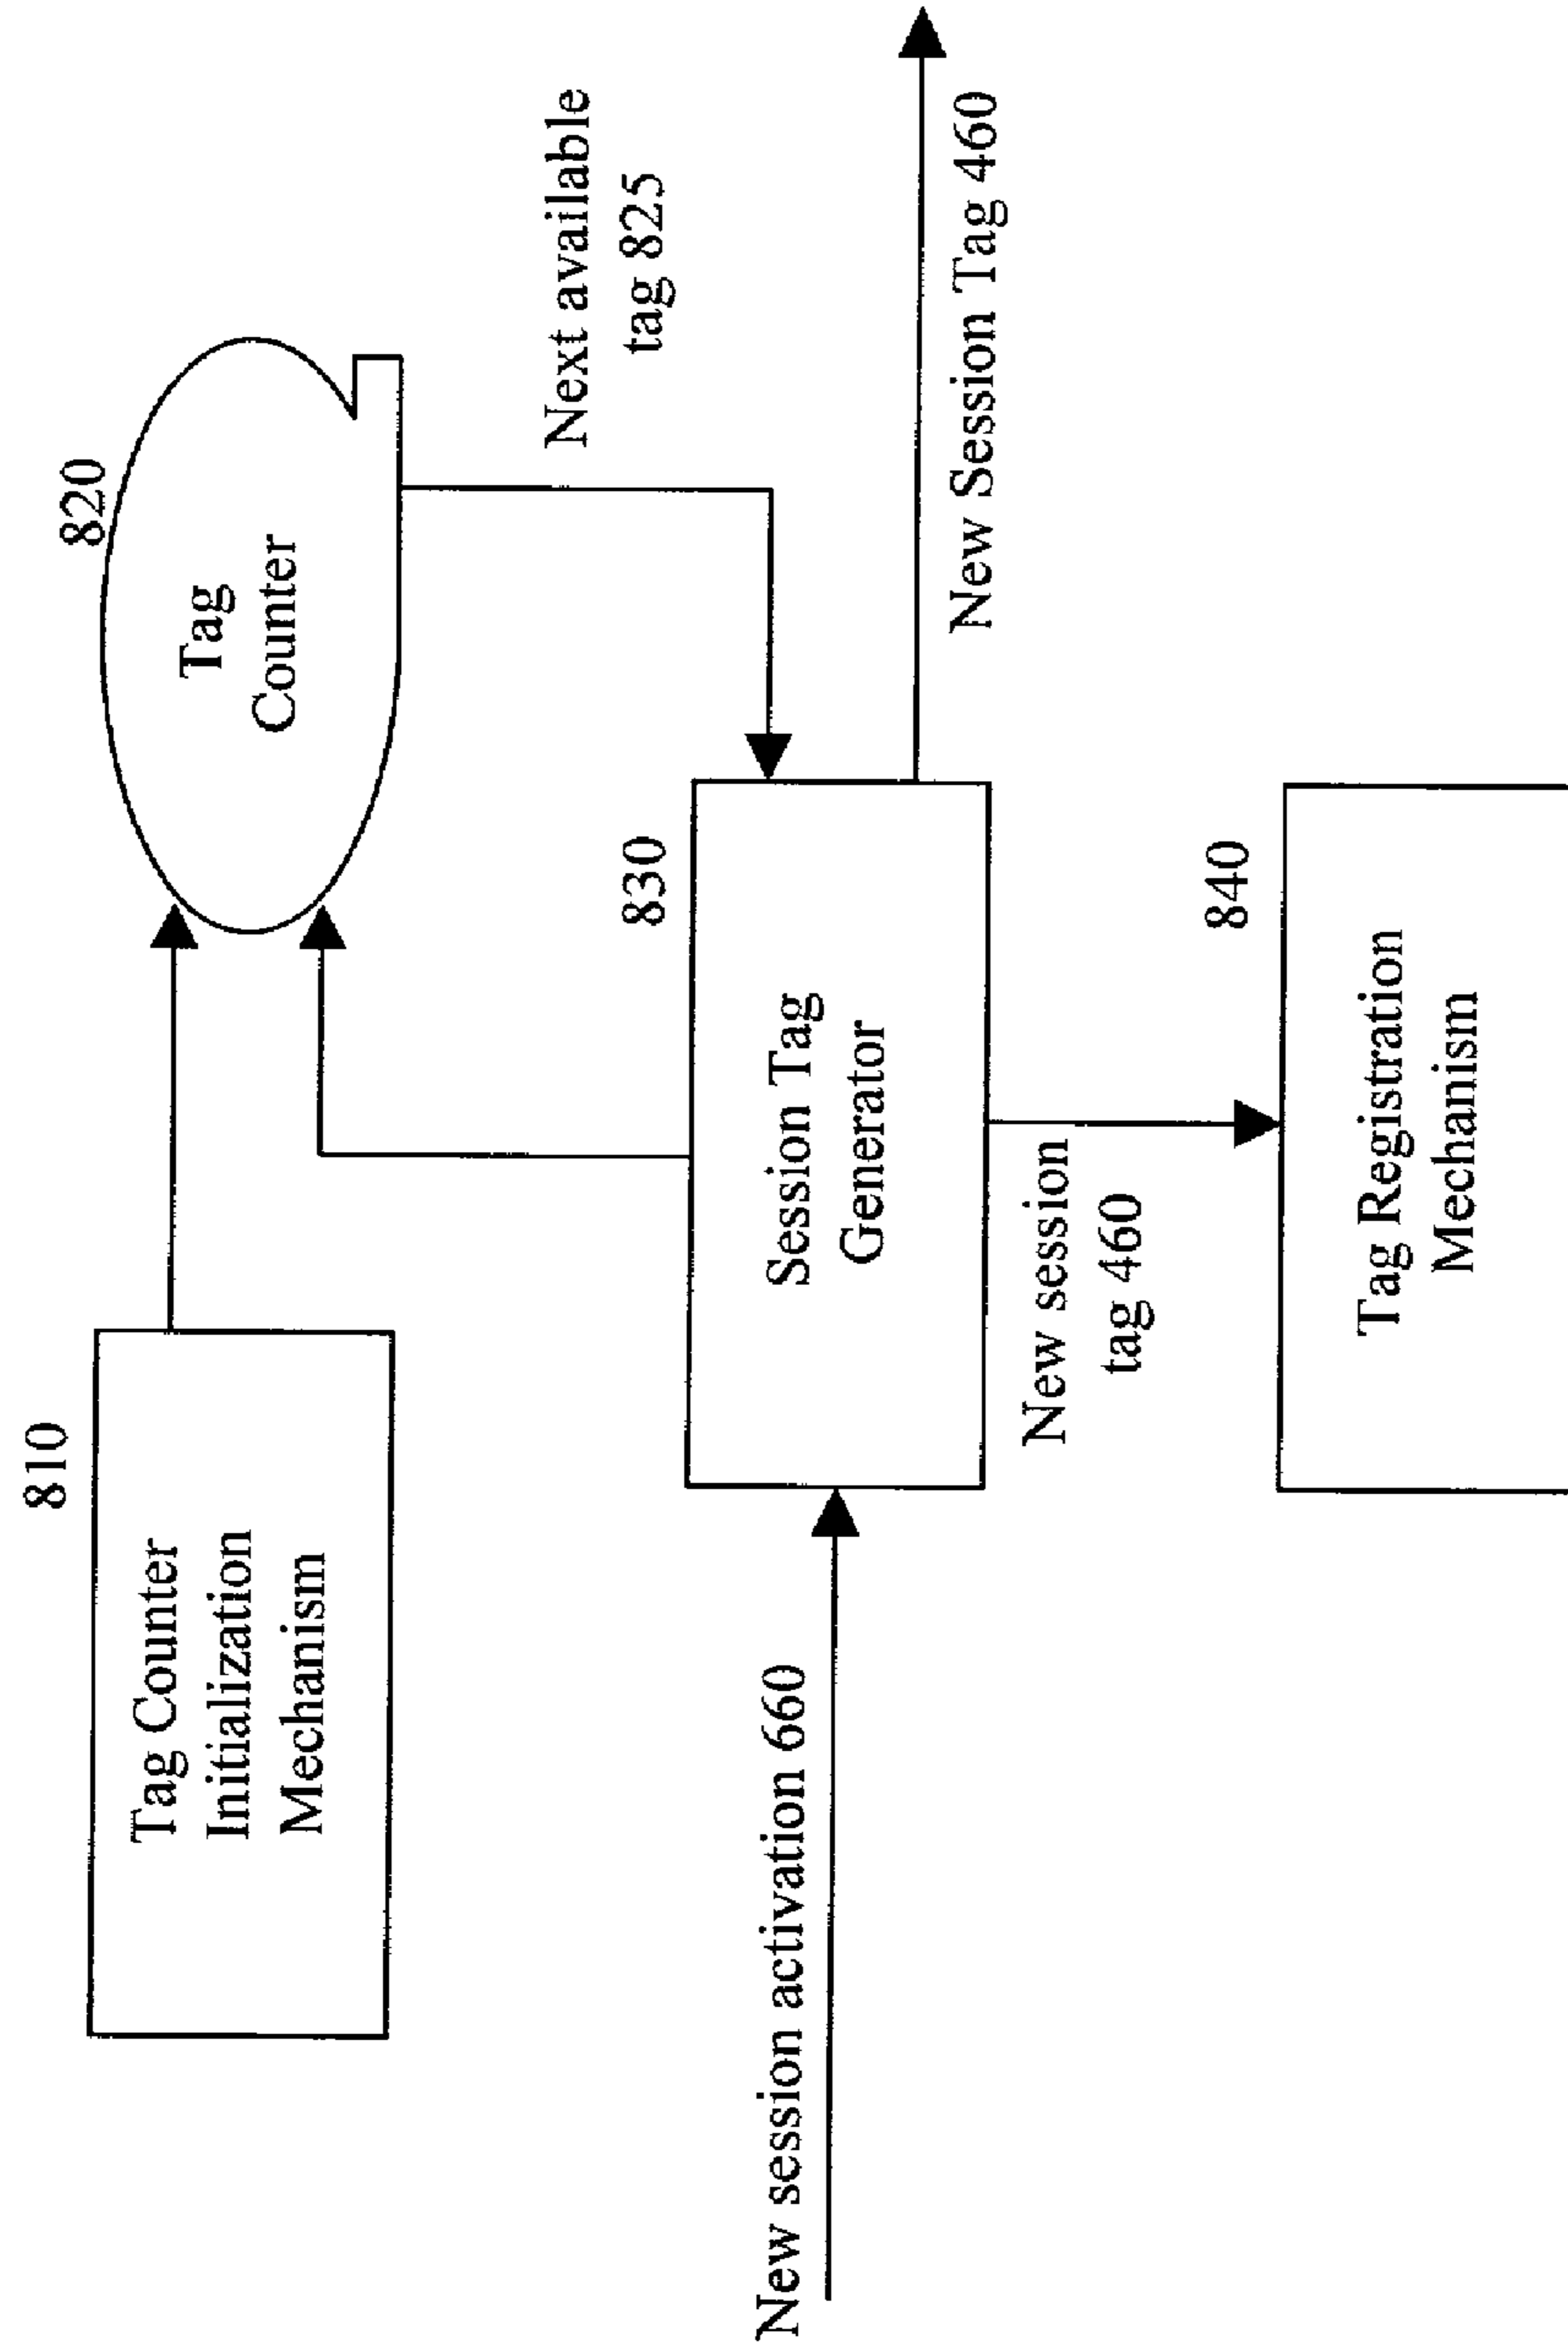 810
Tag Counter
Initialization
Mechanism
820
Tag
Counter
Next available
tag 825
New session activation 660
830
Session Tag
Generator
New Session Tag 460
New session
tag 460
840
Tag Registration
Mechanism